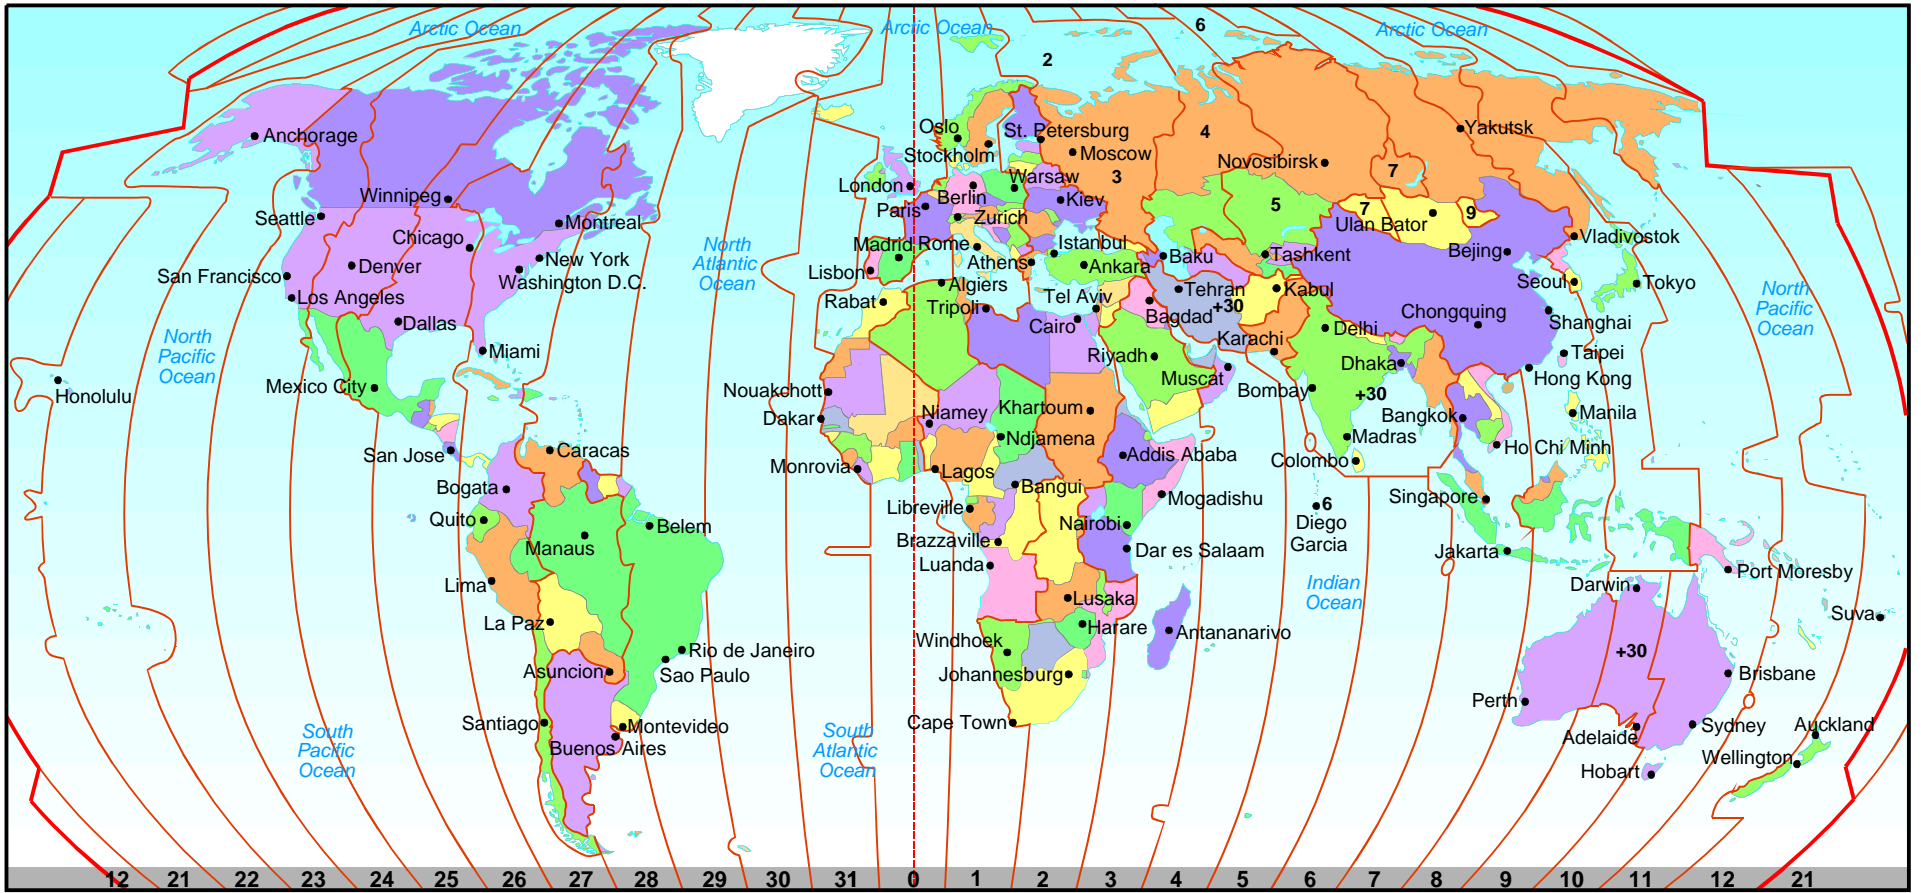 Arctic Ocean
Arctic Ocean
6
Arctic Ocean
2
Anchorage
Oslo
St. Petersburg
Yakutsk
4
Stockholm
Moscow
Novosibirsk
7
London
Warsaw
3
Winnipeg
Berlin
Kiev
Seattle
Montreal
Paris
Zurich
5
7
9
Ulan Bator
Chicago
North
Atlantic
Ocean
Madrid
Rome
Istanbul
Vladivostok
Denver
New York
Athens
Ankara
Baku
Tashkent
Bejing
San Francisco
Washington D.C.
Lisbon
Algiers
Tel Aviv
Tehran
Kabul
Seoul
Tokyo
North
Pacific
Ocean
Los Angeles
Rabat
Tripoli
Cairo
Bagdad
+30
Chongquing
Shanghai
Dallas
Delhi
North
Pacific
Ocean
Miami
Riyadh
Karachi
Dhaka
Taipei
Honolulu
Mexico City
Nouakchott
Muscat
Bombay
+30
Hong Kong
Dakar
Niamey
Khartoum
Bangkok
Manila
San Jose
Caracas
Ndjamena
Madras
Ho Chi Minh
Monrovia
Lagos
Addis Ababa
Colombo
Bogata
Bangui
Mogadishu
Singapore
Quito
Belem
Libreville
Nairobi
6
Diego
Garcia
Manaus
Brazzaville
Dar es Salaam
Jakarta
Lima
Luanda
Indian
Ocean
Darwin
Port Moresby
Lusaka
La Paz
Windhoek
Harare
Antananarivo
Suva
Rio de Janeiro
+30
Asuncion
Sao Paulo
Johannesburg
Brisbane
Perth
Santiago
Montevideo
Cape Town
Sydney
Auckland
South
Pacific
Ocean
Buenos Aires
South
Atlantic
Ocean
Adelaide
Wellington
Hobart
12 21 22 23 24 25 26 27 28 29 30 31 0 1 2 3 4 5 6 7 8 9 10 11 12 21